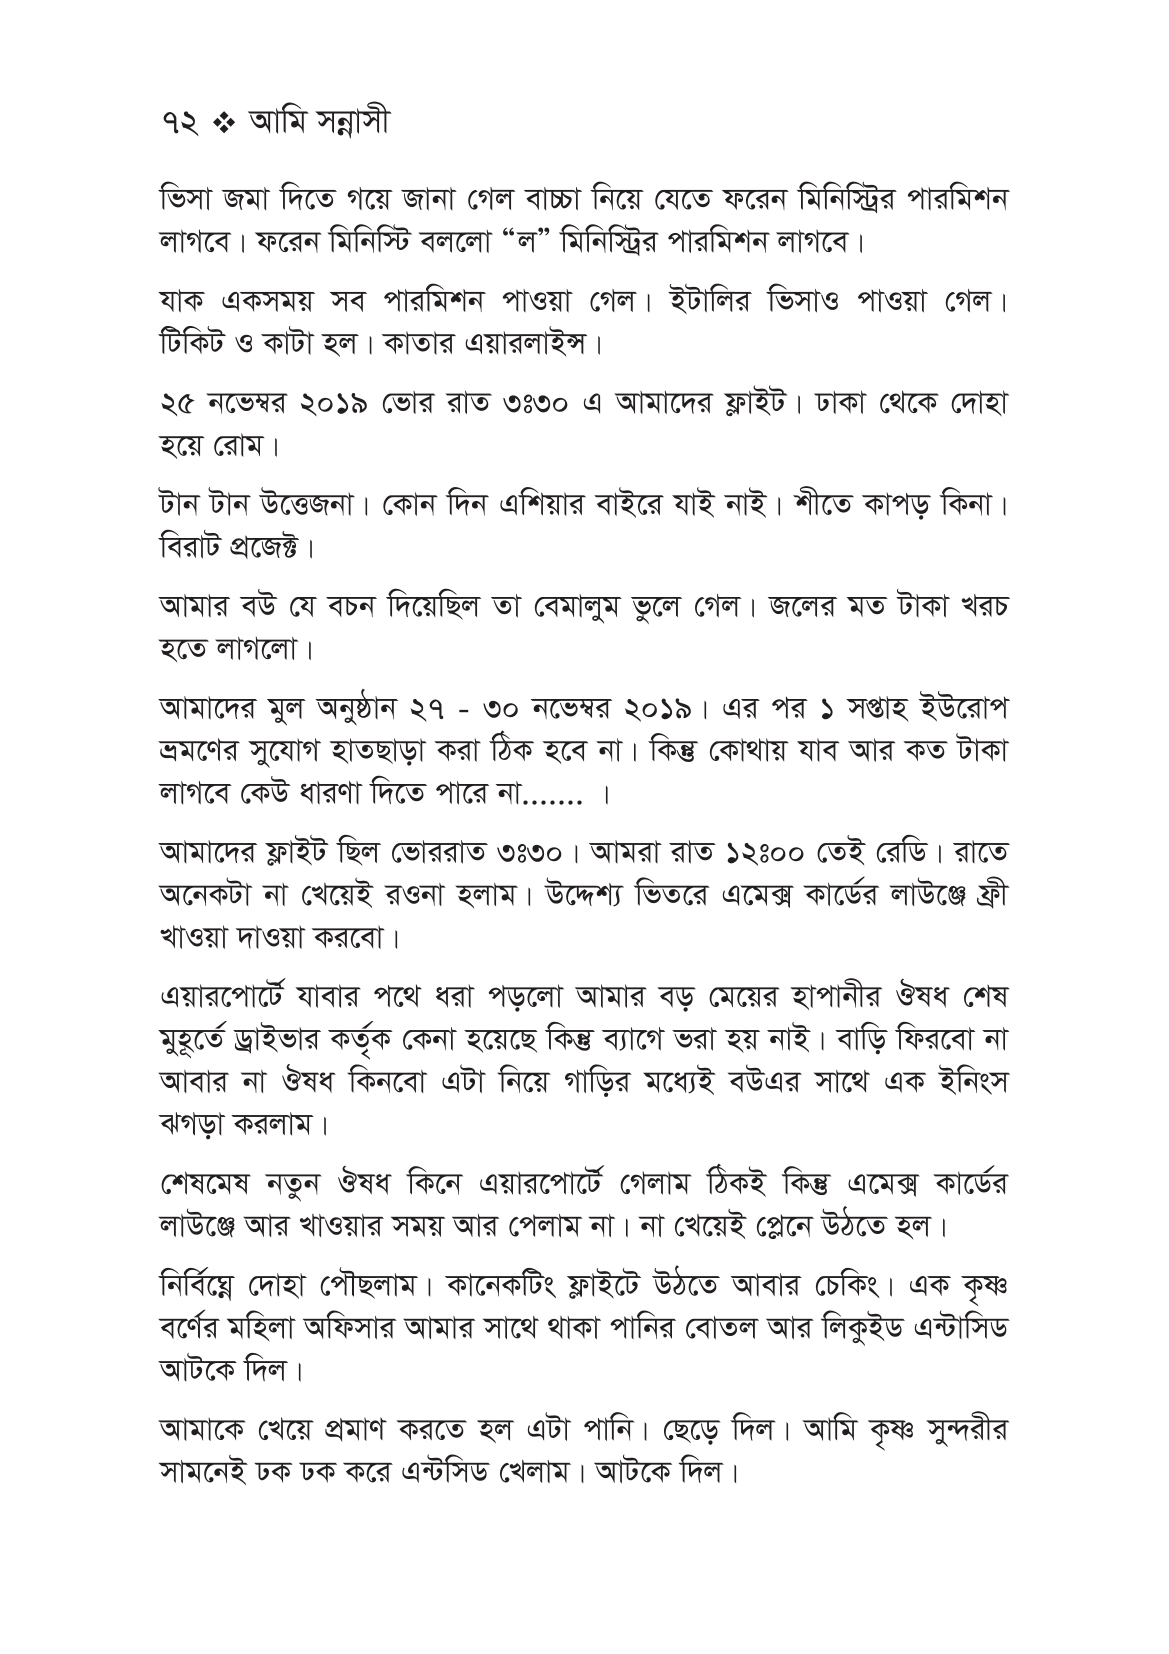 ৭২ ❖ আমি সন্নাসী
ভিসা জমা দিতে গয়ে জানা গেল বাচ্চা নিয়ে যেতে ফরেন মিনিস্ট্রির পারমিশন
লাগবে। ফরেন মিনিস্টি বললো “ল” মিনিস্ট্রির পারমিশন লাগবে।
যাক একসময় সব পারমিশন পাওয়া গেল। ইটালির ভিসাও পাওয়া গেল।
টিকিট ও কাটা হল। কাতার এয়ারলাইন্স।
২৫ নভেম্বর ২০১৯ ভোর রাত ৩ঃ৩০ এ আমাদের ফ্লাইট। ঢাকা থেকে দোহা
হয়ে রোম।
টান টান উত্তেজনা। কোন দিন এশিয়ার বাইরে যাই নাই। শীতে কাপড় কিনা।
বিরাট প্রজেক্ট।
আমার বউ যে বচন দিয়েছিল তা বেমালুম ভুলে গেল। জলের মত টাকা খরচ
হতে লাগলো।
আমাদের মুল অনুষ্ঠান ২৭ - ৩০ নভেম্বর ২০১৯। এর পর ১ সপ্তাহ ইউরোপ
ভ্রমণের সুযোগ হাতছাড়া করা ঠিক হবে না। কিন্তু কোথায় যাব আর কত টাকা
লাগবে কেউ ধারণা দিতে পারে না....... ।
আমাদের ফ্লাইট ছিল ভোররাত ৩ঃ৩০। আমরা রাত ১২ঃ০০ তেই রেডি। রাতে
অনেকটা না খেয়েই রওনা হলাম। উদ্দেশ্য ভিতরে এমেক্স কার্ডের লাউঞ্জে ফ্রী
খাওয়া দাওয়া করবো।
এয়ারপোর্টে যাবার পথে ধরা পড়লো আমার বড় মেয়ের হাপানীর ঔষধ শেষ
মুহূর্তে ড্রাইভার কর্তৃক কেনা হয়েছে কিন্তু ব্যাগে ভরা হয় নাই। বাড়ি ফিরবো না
আবার না ঔষধ কিনবো এটা নিয়ে গাড়ির মধ্যেই বউএর সাথে এক ইনিংস
ঝগড়া করলাম।
শেষমেষ নতুন ঔষধ কিনে এয়ারপোর্টে গেলাম ঠিকই কিন্তু এমেক্স কার্ডের
লাউঞ্জে আর খাওয়ার সময় আর পেলাম না। না খেয়েই প্লেনে উঠতে হল।
নির্বিঘ্নে দোহা পৌছলাম। কানেকটিং ফ্লাইটে উঠতে আবার চেকিং। এক কৃষ্ণ
বর্ণের মহিলা অফিসার আমার সাথে থাকা পানির বোতল আর লিকুইড এন্টাসিড
আটকে দিল।
আমাকে খেয়ে প্রমাণ করতে হল এটা পানি। ছেড়ে দিল। আমি কৃষ্ণ সুন্দরীর
সামনেই ঢক ঢক করে এন্টসিড খেলাম। আটকে দিল।